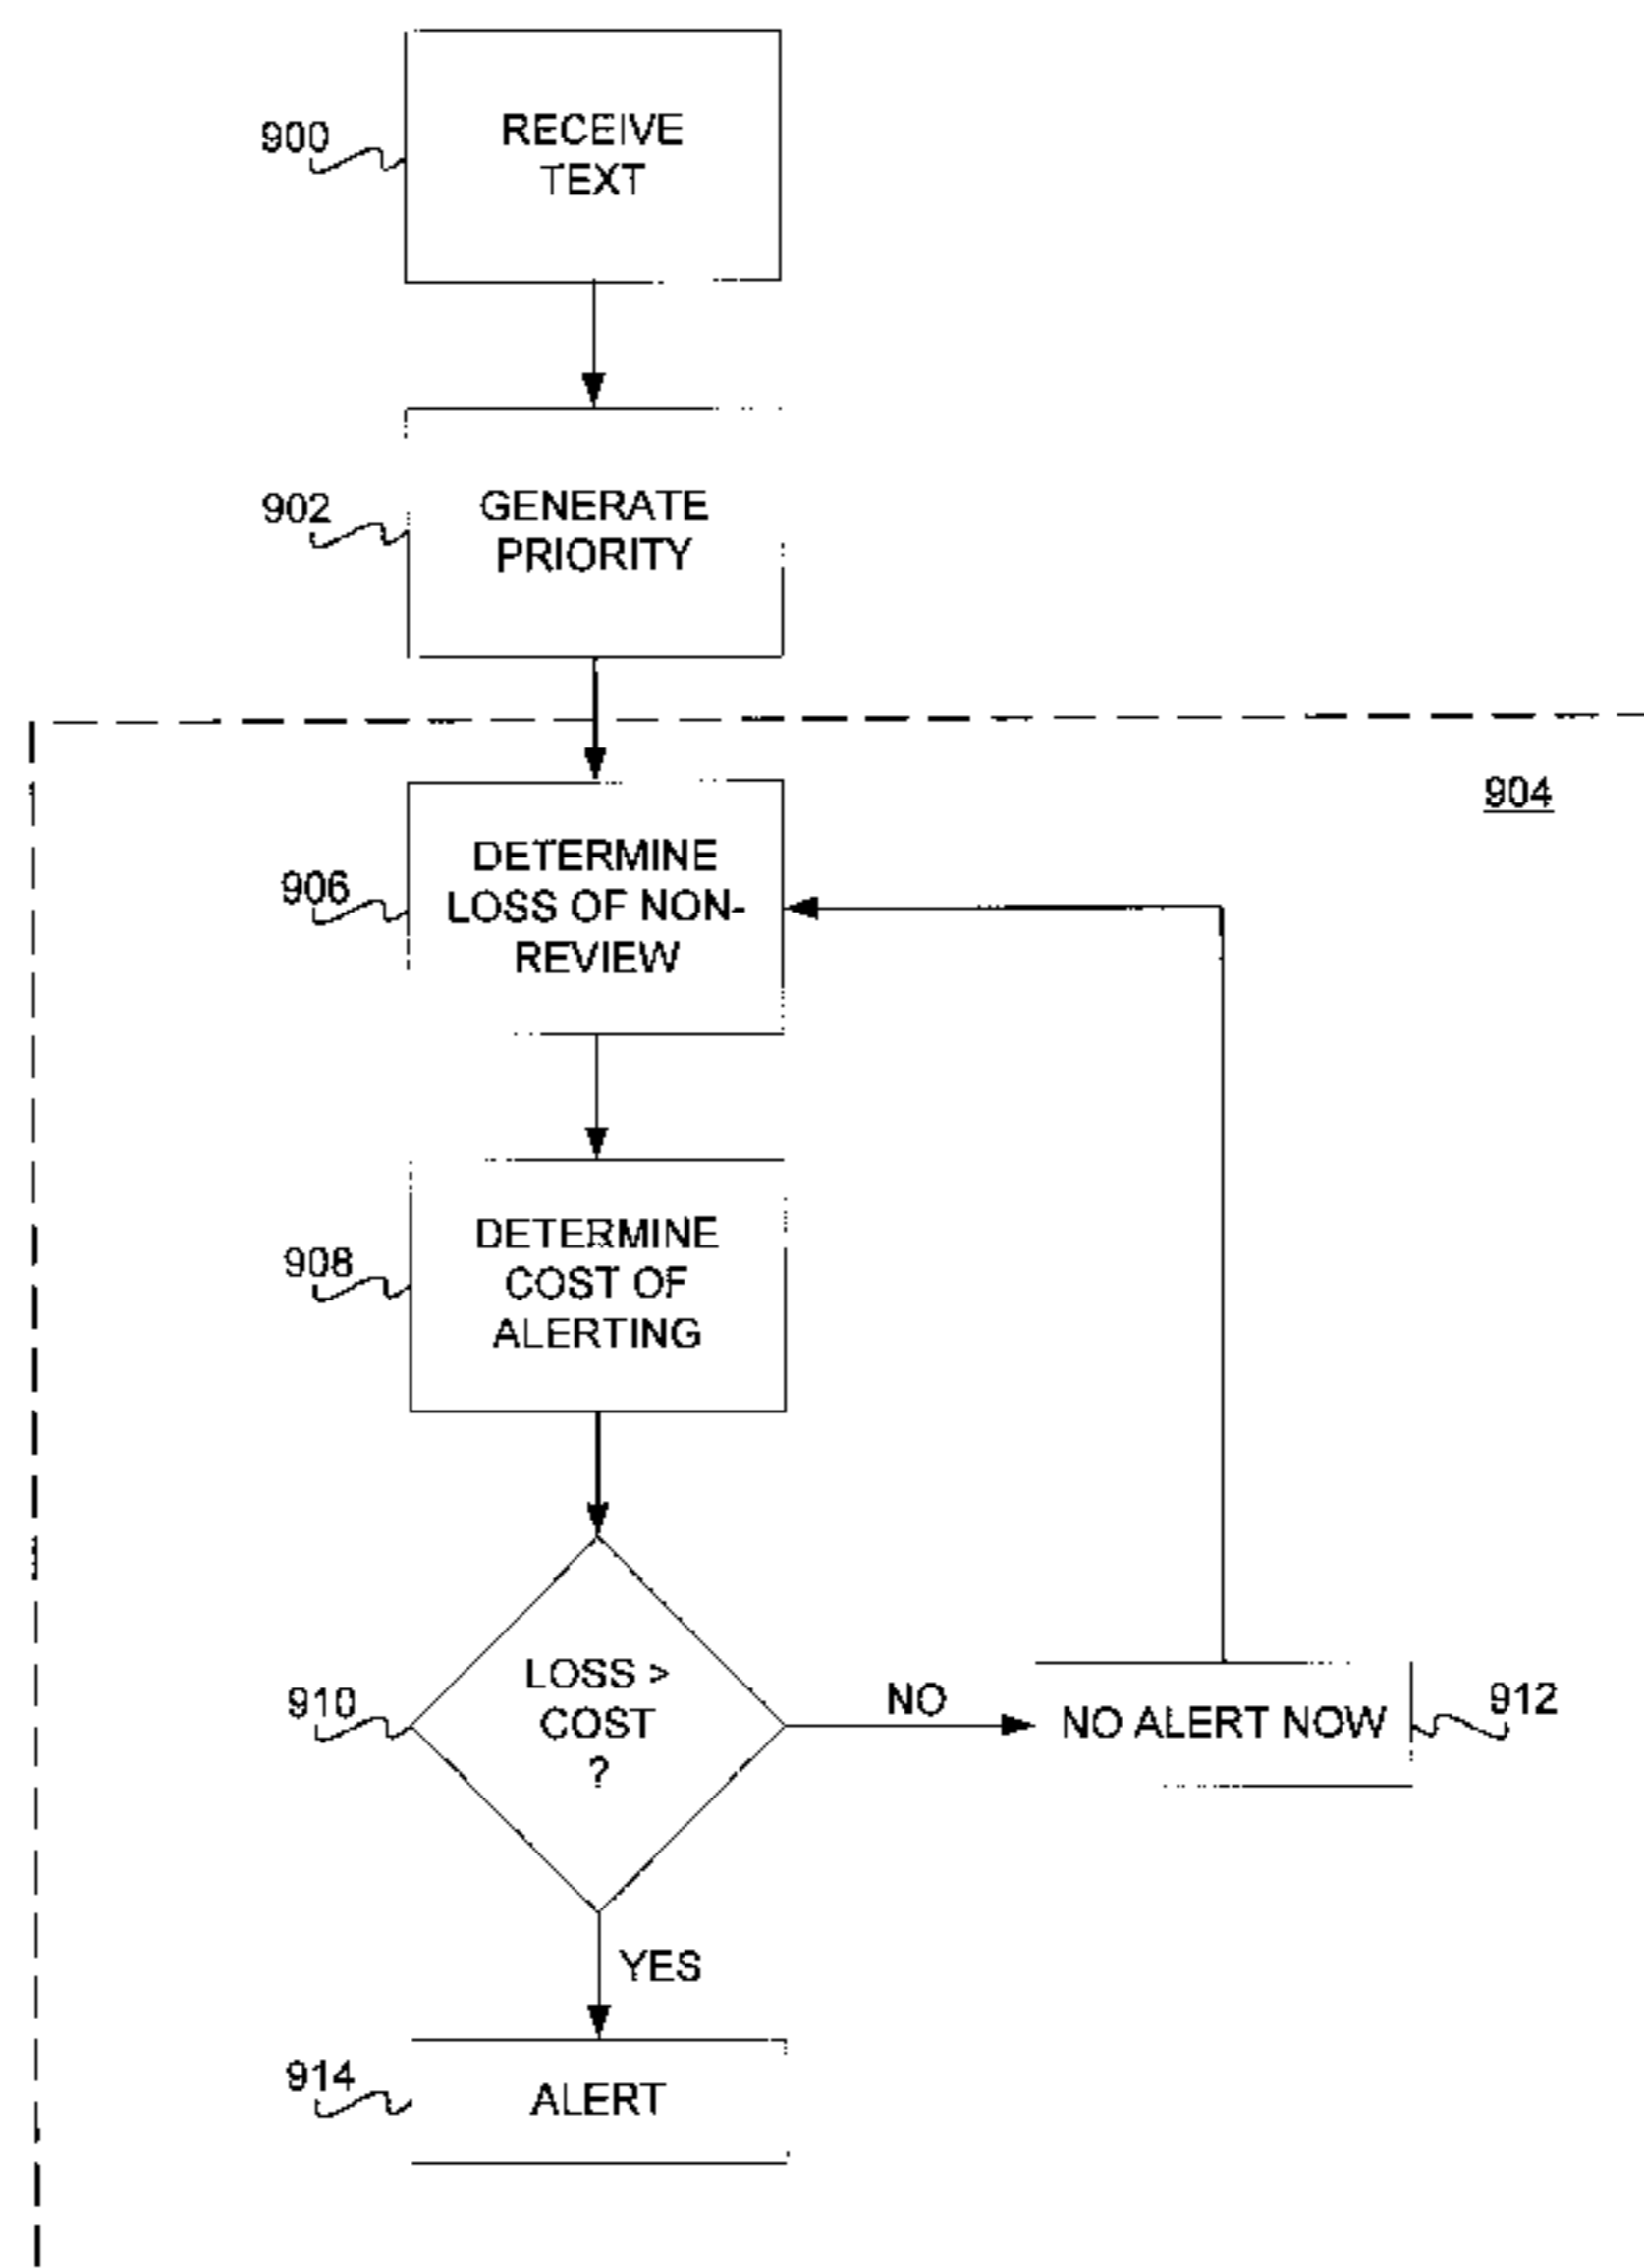 900
RECEIVE
TEXT
902
GENERATE
PRIORITY
904
906
DETERMINE
LOSS OF NON-
REVIEW
908
DETERMINE
COST OF
ALERTING
910
LOSS >
COST
?
NO
NO ALERT NOW
912
YES
914
ALERT